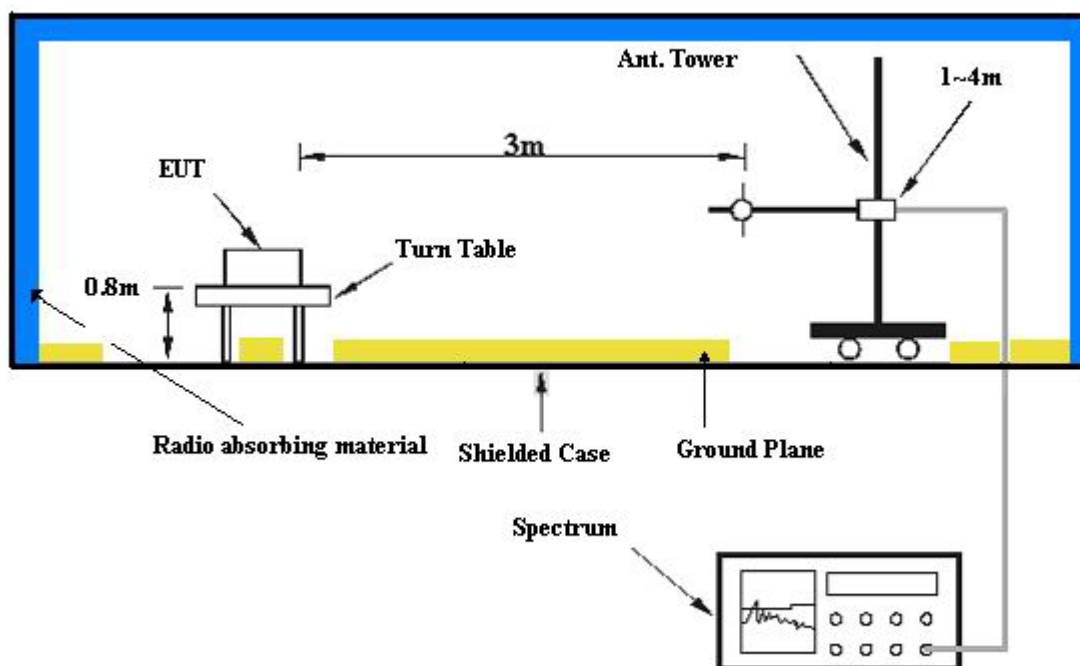 Ant. Tower
1~4m
3m
EUT
Turn Table
0.8m
Radio absorbing material
Shielded Case
Ground Plane
Spectrum